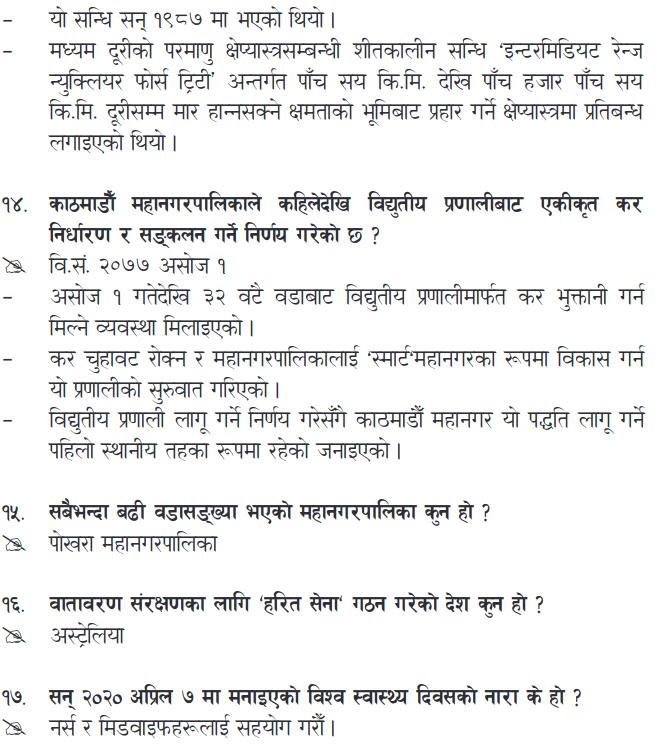 – यो सन्धि सन् १९८७ मा भएको थियो ।
– मध्यम दूरीको परमाणु क्षेप्यास्त्रसम्बन्धी शीतकालीन सन्धि ‘इन्टरमिडियट रेन्ज
न्युक्लियर फोर्स ट्रिटी’ अन्तर्गत पाँच सय कि.मि. देखि पाँच हजार पाँच सय
कि.मि. दूरीसम्म मार हान्नसक्ने क्षमताको भूमिबाट प्रहार गर्ने क्षेप्यास्त्रमा प्रतिबन्ध
लगाइएको थियो ।
१४. काठमाडौँ महानगरपालिकाले कहिलेदेखि विद्युतीय प्रणालीबाट एकीकृत कर
निर्धारण र सङ्कलन गर्ने निर्णय गरेको छ ?
वि.सं. २०७७ असोज १
– असोज १ गतेदेखि ३२ वटै वडाबाट विद्युतीय प्रणालीमार्फत कर भुक्तानी गर्न
मिल्ने व्यवस्था मिलाइएको ।
– कर चुहावट रोक्न र महानगरपालिकालाई ‘स्मार्ट‘महानगरका रूपमा विकास गर्न
यो प्रणालीको सुरुवात गरिएको ।
– विद्युतीय प्रणाली लागू गर्ने निर्णय गरेसँगै काठमाडौँ महानगर यो पद्धति लागू गर्ने
पहिलो स्थानीय तहका रूपमा रहेको जनाइएको ।
१५. सबैभन्दा बढी वडासङ्ख्या भएको महानगरपालिका कुन हो ?
पोखरा महानगरपालिका
१६. वातावरण संरक्षणका लागि ‘हरित सेना‘ गठन गरेको देश कुन हो ?
अस्ट्रेलिया
१७. सन् २०२० अप्रिल ७ मा मनाइएको विश्व स्वास्थ्य दिवसको नारा के हो ?
नर्स र मिडवाइफहरूलाई सहयोग गरौँ ।